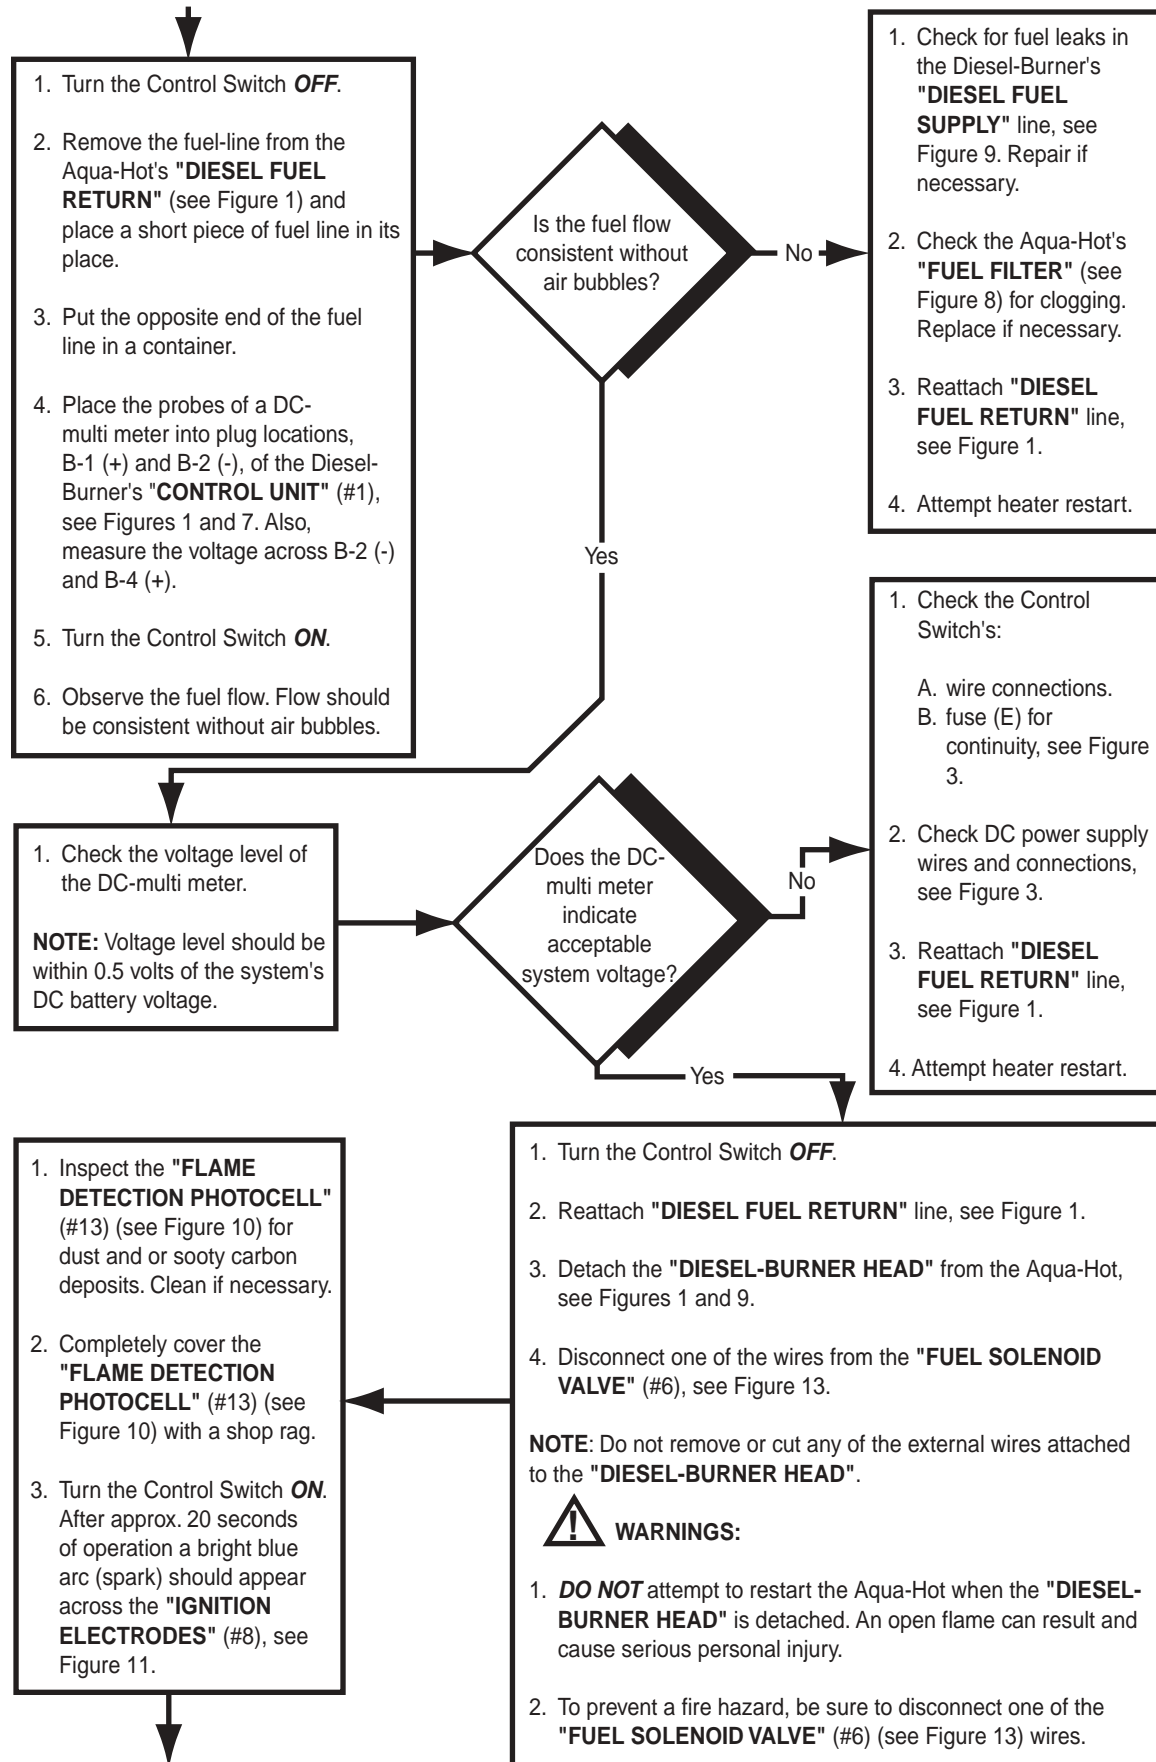 1. Turn the Control Switch OFF.
2. Remove the fuel-line from the
Aqua-Hot's "DIESEL FUEL
RETURN" (see Figure 1) and
place a short piece of fuel line in its
place.
3. Put the opposite end of the fuel
line in a container.
4. Place the probes of a DC-
multi meter into plug locations,
B-1 (+) and B-2 (-), of the Diesel-
Burner's "CONTROL UNIT" (#1),
see Figures 1 and 7. Also,
measure the voltage across B-2 (-)
and B-4 (+).
5. Turn the Control Switch ON.
6. Observe the fuel flow. Flow should
be consistent without air bubbles.
Is the fuel flow
consistent without
air bubbles?
No
1. Check for fuel leaks in
the Diesel-Burner's
"DIESEL FUEL
SUPPLY" line, see
Figure 9. Repair if
necessary.
2. Check the Aqua-Hot's
"FUEL FILTER" (see
Figure 8) for clogging.
Replace if necessary.
3. Reattach "DIESEL
FUEL RETURN" line,
see Figure 1.
4. Attempt heater restart.
Yes
1. Check the voltage level of
the DC-multi meter.
NOTE: Voltage level should be
within 0.5 volts of the system's
DC battery voltage.
Does the DC-
multi meter
indicate
acceptable
system voltage?
No
1. Check the Control
Switch's:
A. wire connections.
B. fuse (E) for
continuity, see Figure
3.
2. Check DC power supply
wires and connections,
see Figure 3.
3. Reattach "DIESEL
FUEL RETURN" line,
see Figure 1.
4. Attempt heater restart.
Yes
1. Turn the Control Switch OFF.
2. Reattach "DIESEL FUEL RETURN" line, see Figure 1.
3. Detach the "DIESEL-BURNER HEAD" from the Aqua-Hot,
see Figures 1 and 9.
4. Disconnect one of the wires from the "FUEL SOLENOID
VALVE" (#6), see Figure 13.
NOTE: Do not remove or cut any of the external wires attached
to the "DIESEL-BURNER HEAD".
! WARNINGS:
1. DO NOT attempt to restart the Aqua-Hot when the "DIESEL-
BURNER HEAD" is detached. An open flame can result and
cause serious personal injury.
2. To prevent a fire hazard, be sure to disconnect one of the
"FUEL SOLENOID VALVE" (#6) (see Figure 13) wires.
1. Inspect the "FLAME
DETECTION PHOTOCELL"
(#13) (see Figure 10) for
dust and or sooty carbon
deposits. Clean if necessary.
2. Completely cover the
"FLAME DETECTION
PHOTOCELL" (#13) (see
Figure 10) with a shop rag.
3. Turn the Control Switch ON.
After approx. 20 seconds
of operation a bright blue
arc (spark) should appear
across the "IGNITION
ELECTRODES" (#8), see
Figure 11.